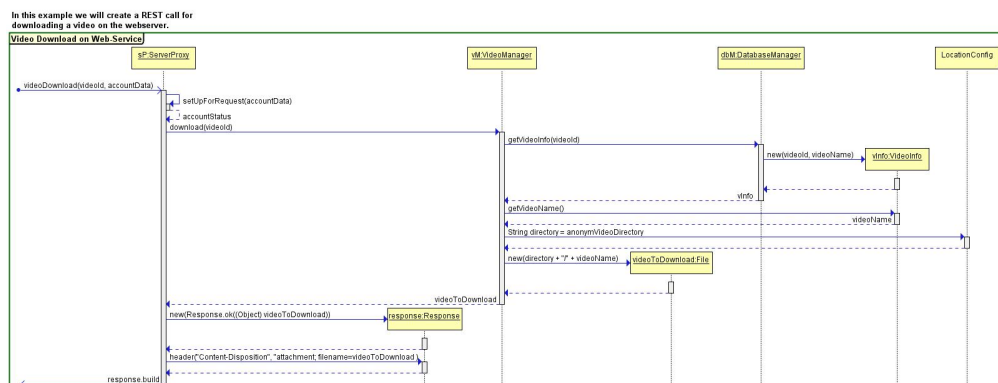 In this example we will create a REST call for
downloading a video on the webserver.
Video Download on Web-Service
sP:ServerProxy
vM:VideoManager
dbM:DatabaseManager
LocationConfig
videoDownload(videoId, accountData)
setUpForRequest(accountData)
accountStatus
download(videoId)
getVideoInfo(videoId)
new(videoId, videoName)
vInfo:VideoInfo
vInfo
getVideoName()
videoName
String directory = anonymVideoDirectory
new(directory + "/" + videoName)
videoToDownload:File
videoToDownload
new(Response.ok((Object) videoToDownload))
response:Response
header("Content-Disposition", "attachment; filename=videoToDownload )
response.build